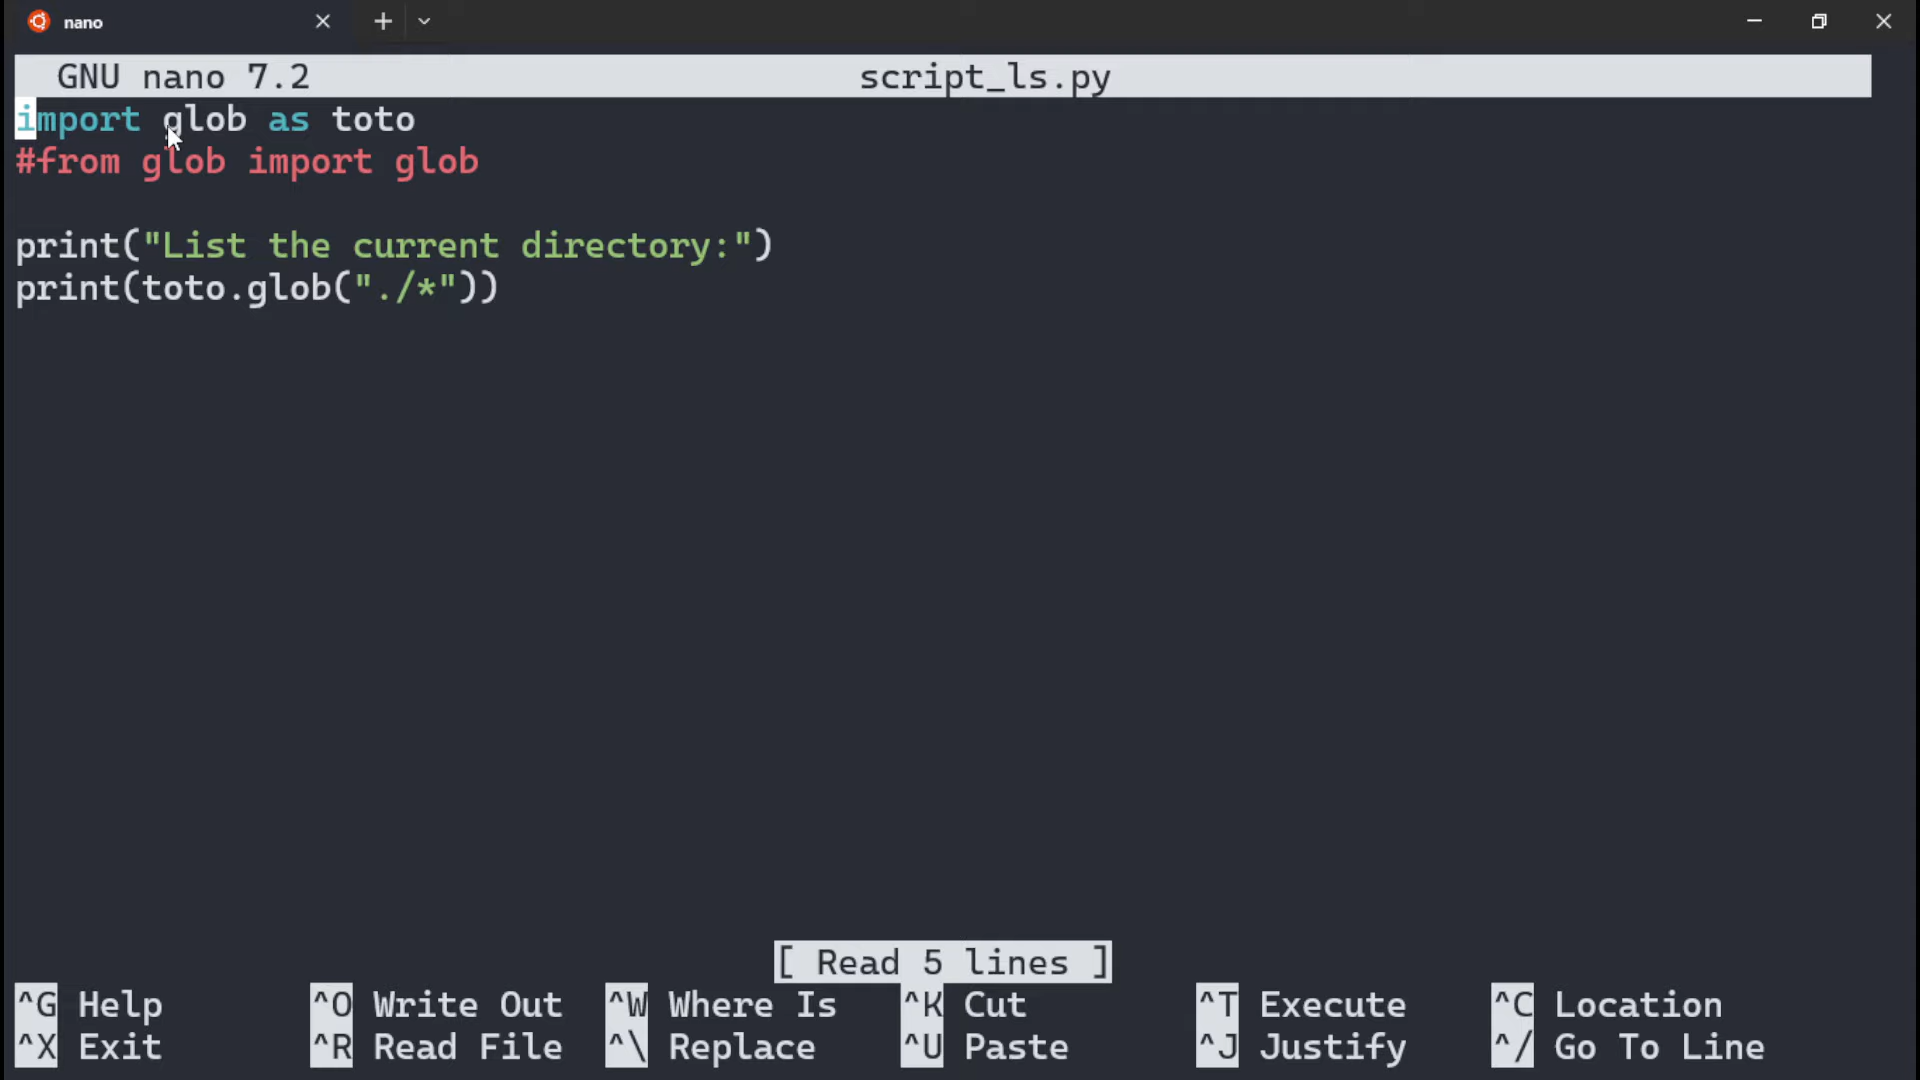 nano
GNU nano 7.2 script_ls.py
import glob as toto
#from glob import glob
print("List the current directory:")
print(toto.glob("./*"))
[ Read 5 lines ]
^G Help ^O Write Out ^W Where Is ^K Cut ^T Execute ^C Location
^X Exit ^R Read File ^\ Replace ^U Paste ^J Justify ^/ Go To Line